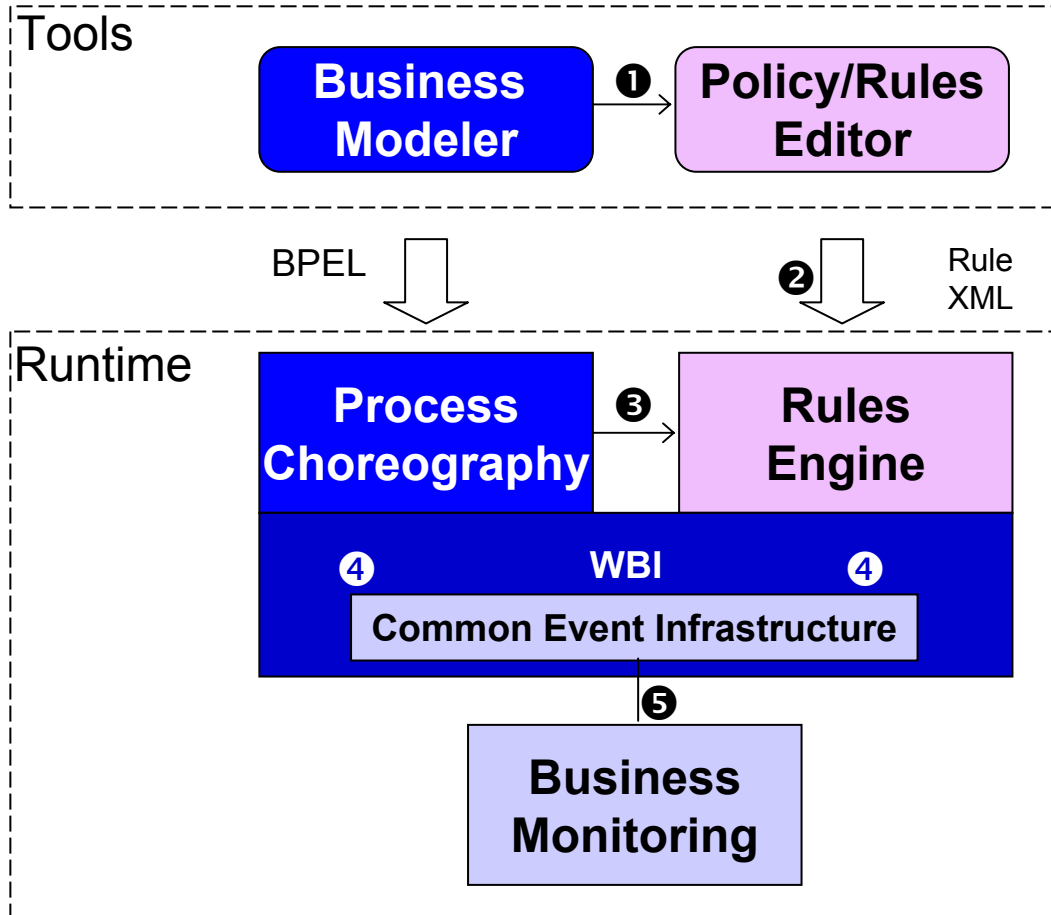 Tools
Business
Modeler
❶
Policy/Rules
Editor
BPEL
❷
Rule
XML
Runtime
Process
Choreography
❸
Rules
Engine
④
WBI
④
Common Event Infrastructure
❺
Business
Monitoring